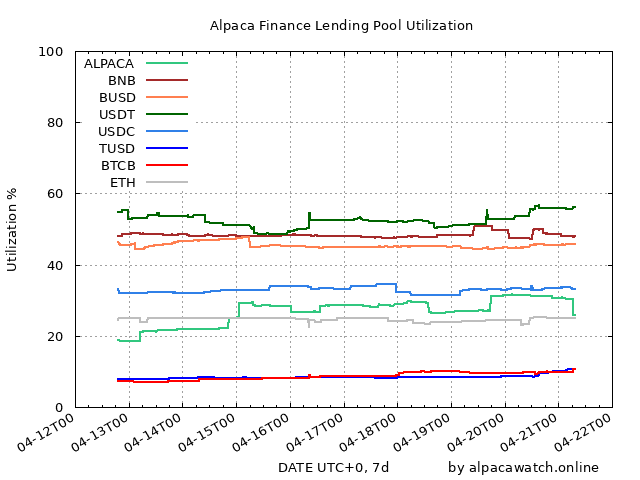 Alpaca Finance Lending Pool Utilization
100
80
60
40
20
0
Utilization %
ALPACA
BNB
BUSD
USDT
USDC
TUSD
BTCB
ETH
04-12T00
04-13T00
04-14T00
04-15T00
04-16T00
04-17T00
04-18T00
04-19T00
04-20T00
04-21T00
04-22T00
DATE UTC+0, 7d
by alpacawatch.online